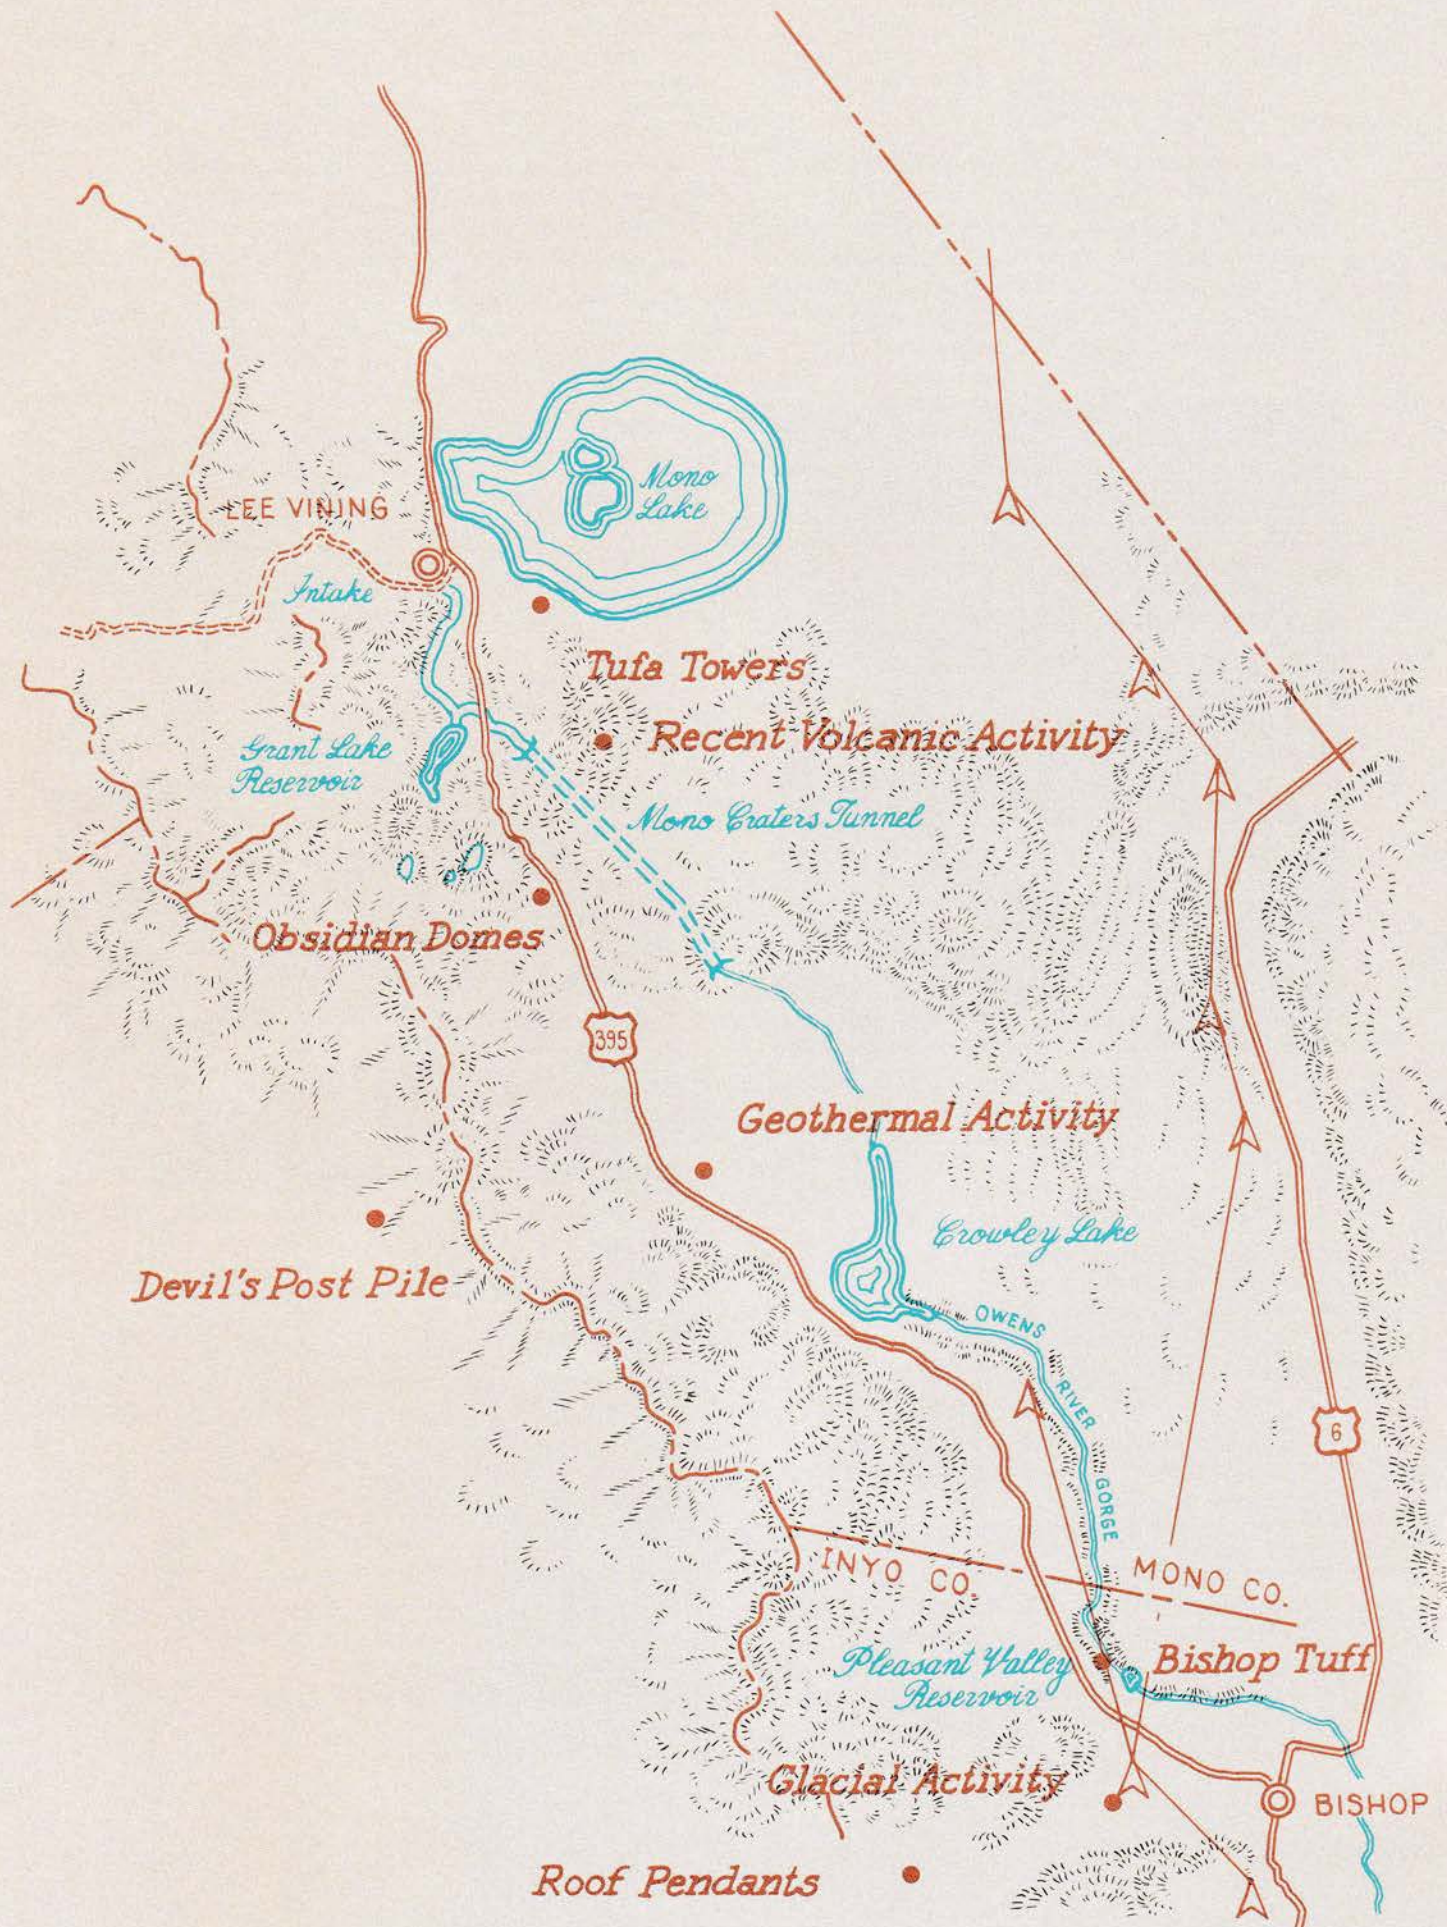 Mono
Lake
LEE VINING
Intake
Tufa Towers
Recent Volcanic Activity
Grant Lake
Reservoir
Mono Craters Tunnel
Obsidian Domes
395
Geothermal Activity
Crowley Lake
Devil's Post Pile
OWENS
RIVER
GORGE
6
INYO CO.
MONO CO.
Pleasant Valley
Reservoir
Bishop Tuff
Glacial Activity
BISHOP
Roof Pendants